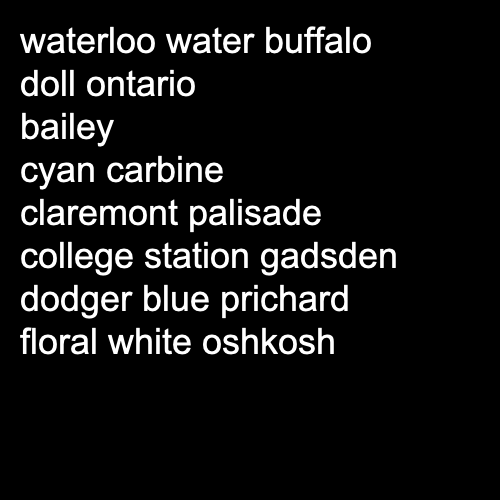 waterloo water buffalo
doll ontario
bailey
cyan carbine
claremont palisade
college station gadsden
dodger blue prichard
floral white oshkosh